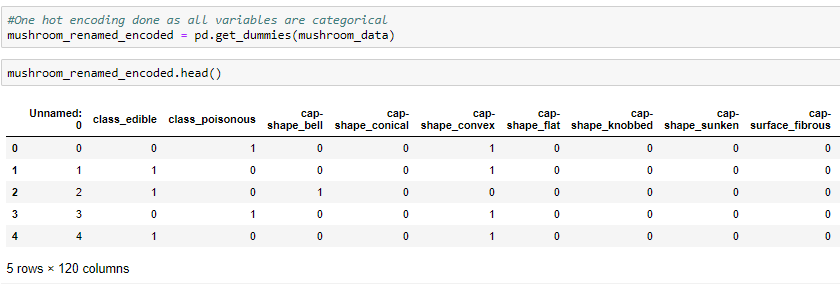 #One hot encoding done as all variables are categorical
mushroom_renamed_encoded = pd.get_dummies(mushroom_data)
mushroom_renamed_encoded.head()
Unnamed: cap- cap- cap- cap- cap- cap- cap-
0 class_edible class_poisonous shape_bell shape_conical shape_convex shape_flat shape_knobbed shape_sunken surface_fibrous
0 0 0 1 0 0 1 0 0 0 0
1 1 1 0 0 0 1 0 0 0 0
2 2 1 0 1 0 0 0 0 0 0
3 3 0 1 0 0 1 0 0 0 0
4 4 1 0 0 0 1 0 0 0 0
5 rows × 120 columns